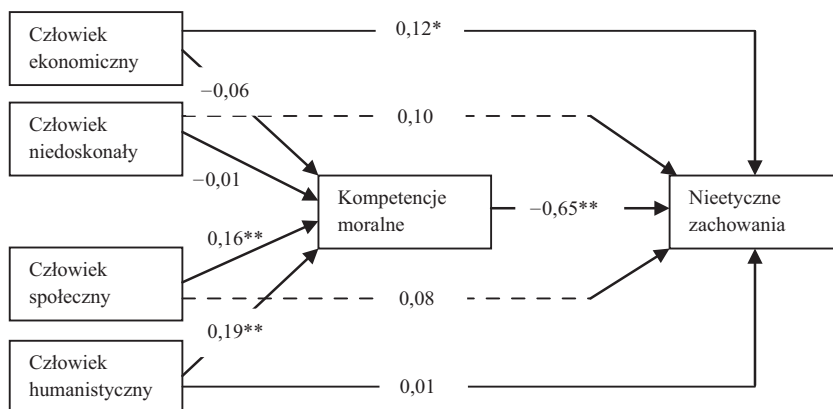 Człowiek
ekonomiczny
0,12*
−0,06
Człowiek
niedoskonały
0,10
−0,01
Kompetencje
moralne
−0,65**
Nieetyczne
zachowania
0,16**
Człowiek
społeczny
0,08
0,19**
Człowiek
humanistyczny
0,01